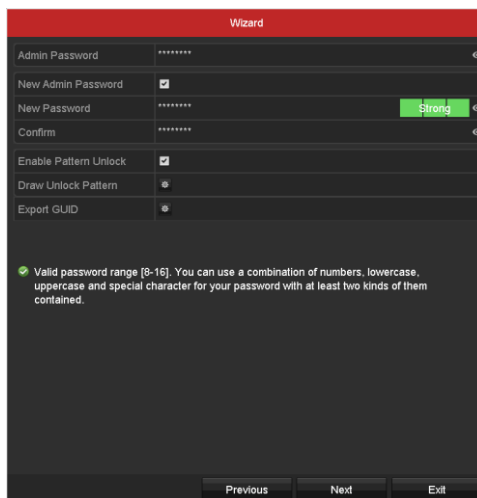 Wizard
Admin Password ********
New Admin Password
New Password ******** Strong
Confirm ********
Enable Pattern Unlock
Draw Unlock Pattern
Export GUID
Valid password range [8-16]. You can use a combination of numbers, lowercase,
uppercase and special character for your password with at least two kinds of them
contained.
Previous Next Exit